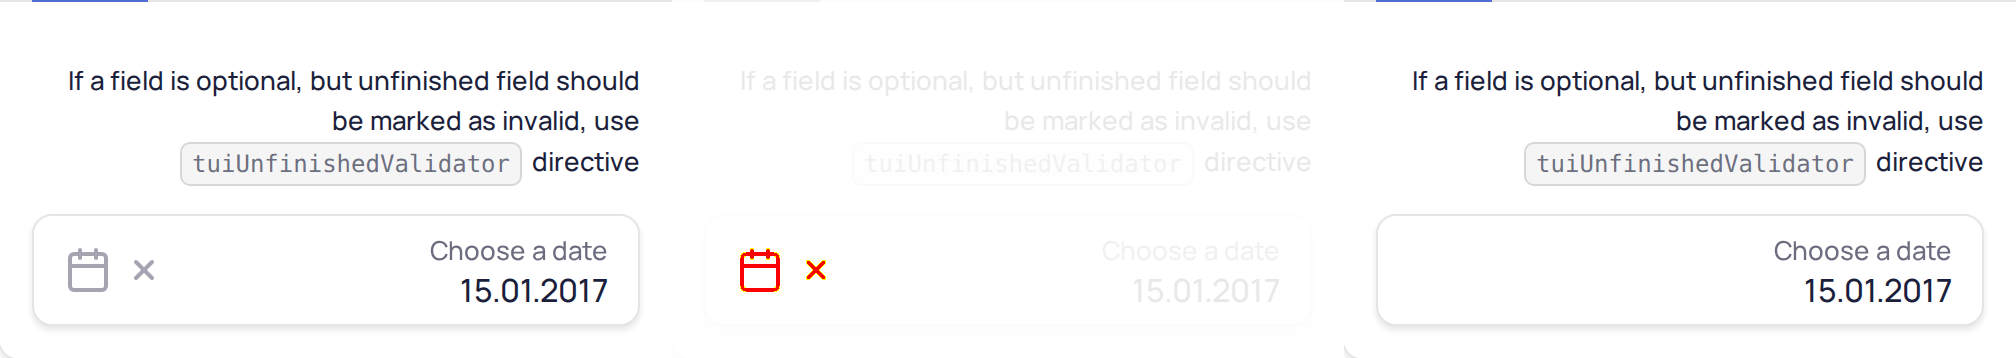 If a field is optional, but unfinished field should
be marked as invalid, use
tuiUnfinishedValidator directive
Choose a date
15.01.2017
If a field is optional, but unfinished field should
be marked as invalid, use
tuiUnfinishedValidator directive
Choose a date
15.01.2017
If a field is optional, but unfinished field should
be marked as invalid, use
tuiUnfinishedValidator directive
Choose a date
15.01.2017